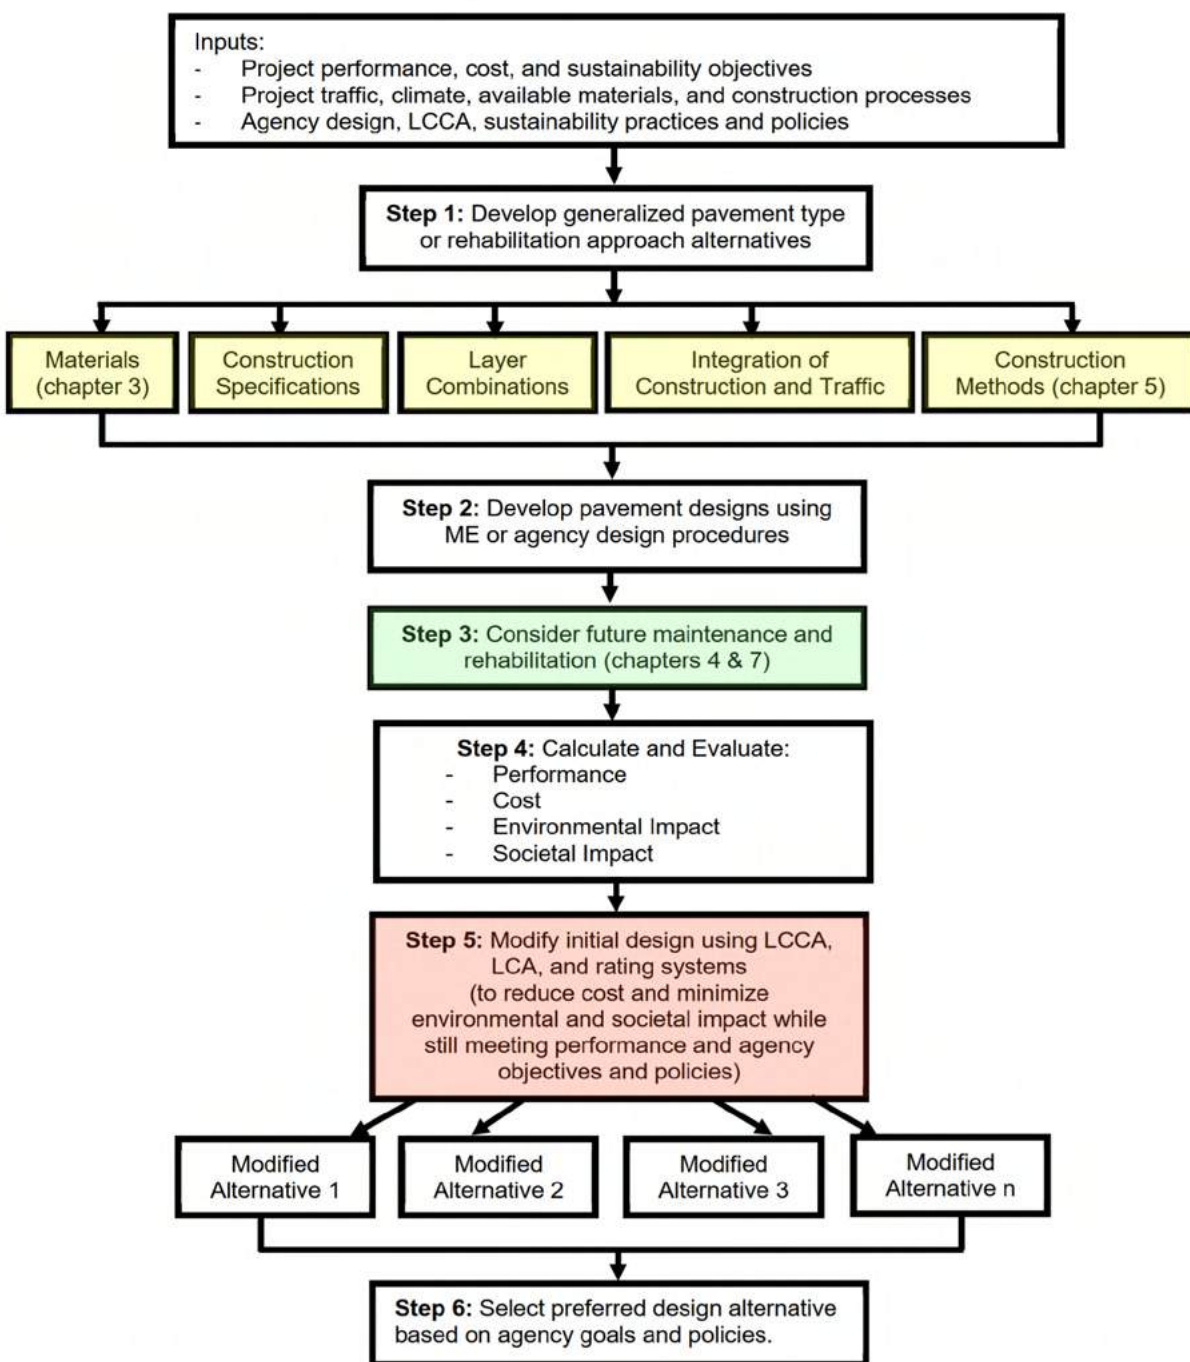 Inputs:
- Project performance, cost, and sustainability objectives
- Project traffic, climate, available materials, and construction processes
- Agency design, LCCA, sustainability practices and policies
Step 1: Develop generalized pavement type
or rehabilitation approach alternatives
Materials
(chapter 3)
Construction
Specifications
Layer
Combinations
Integration of
Construction and Traffic
Construction
Methods (chapter 5)
Step 2: Develop pavement designs using
ME or agency design procedures
Step 3: Consider future maintenance and
rehabilitation (chapters 4 & 7)
Step 4: Calculate and Evaluate:
- Performance
- Cost
- Environmental Impact
- Societal Impact
Step 5: Modify initial design using LCCA,
LCA, and rating systems
(to reduce cost and minimize
environmental and societal impact while
still meeting performance and agency
objectives and policies)
Modified
Alternative 1
Modified
Alternative 2
Modified
Alternative 3
Modified
Alternative n
Step 6: Select preferred design alternative
based on agency goals and policies.